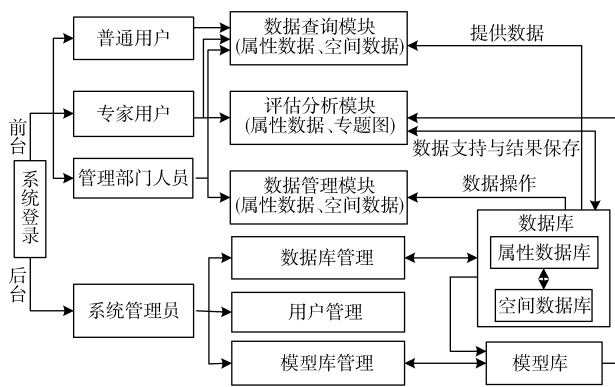 普通用户
数据查询模块
(属性数据、空间数据)
提供数据
专家用户
评估分析模块
(属性数据、专题图)
前台
数据支持与结果保存
系统登录
管理部门人员
数据管理模块
(属性数据、空间数据)
数据操作
数据库
属性数据库
空间数据库
后台
数据库管理
系统管理员
用户管理
模型库管理
模型库